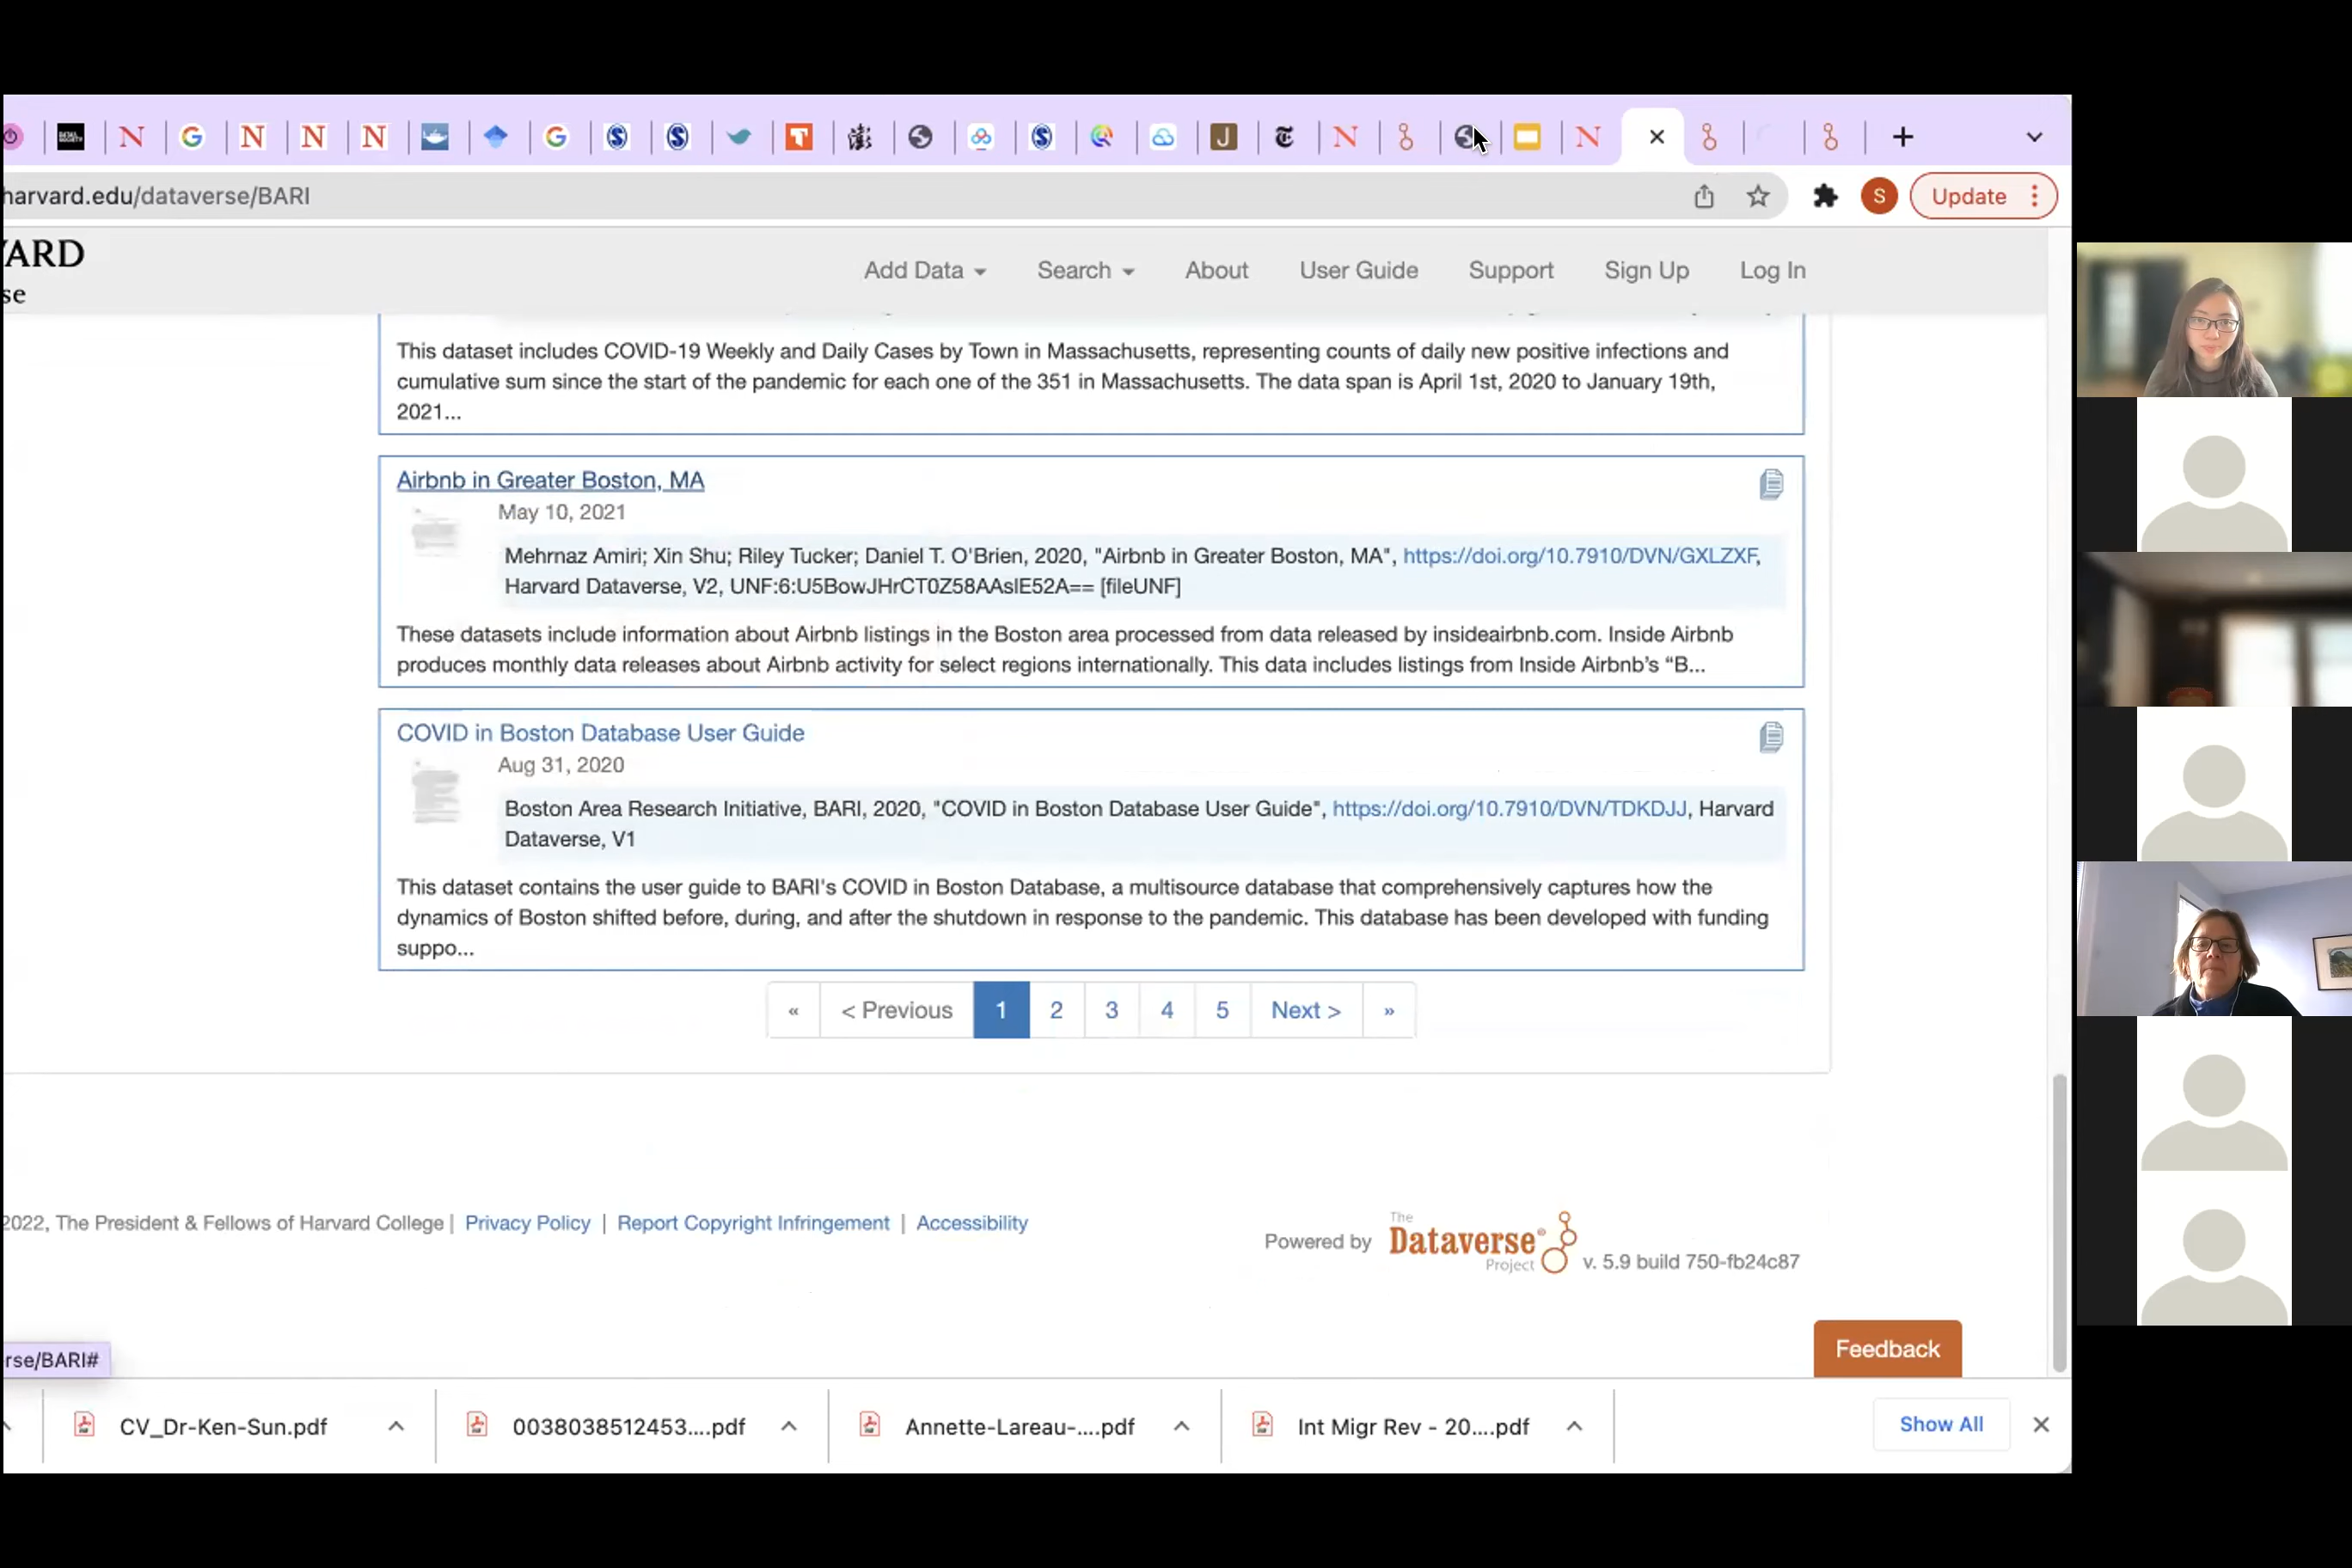 harvard.edu/dataverse/BARI
S
Update
ARD
se
Add Data
Search
About
User Guide
Support
Sign Up
Log In
This dataset includes COVID-19 Weekly and Daily Cases by Town in Massachusetts, representing counts of daily new positive infections and
cumulative sum since the start of the pandemic for each one of the 351 in Massachusetts. The data span is April 1st, 2020 to January 19th,
2021...
Airbnb in Greater Boston, MA
May 10, 2021
Mehrnaz Amiri; Xin Shu; Riley Tucker; Daniel T. O'Brien, 2020, "Airbnb in Greater Boston, MA", https://doi.org/10.7910/DVN/GXLZXF,
Harvard Dataverse, V2, UNF:6:U5BowJHrCT0Z58AAslE52A== [fileUNF]
These datasets include information about Airbnb listings in the Boston area processed from data released by insideairbnb.com. Inside Airbnb
produces monthly data releases about Airbnb activity for select regions internationally. This data includes listings from Inside Airbnb's “B...
COVID in Boston Database User Guide
Aug 31, 2020
Boston Area Research Initiative, BARI, 2020, "COVID in Boston Database User Guide", https://doi.org/10.7910/DVN/TDKDJJ, Harvard
Dataverse, V1
This dataset contains the user guide to BARI's COVID in Boston Database, a multisource database that comprehensively captures how the
dynamics of Boston shifted before, during, and after the shutdown in response to the pandemic. This database has been developed with funding
suppo...
« < Previous 1 2 3 4 5 Next > »
2022, The President & Fellows of Harvard College | Privacy Policy | Report Copyright Infringement | Accessibility
Powered by The Dataverse® Project v. 5.9 build 750-fb24c87
Feedback
rse/BARI#
CV_Dr-Ken-Sun.pdf
0038038512453....pdf
Annette-Lareau-....pdf
Int Migr Rev - 20....pdf
Show All